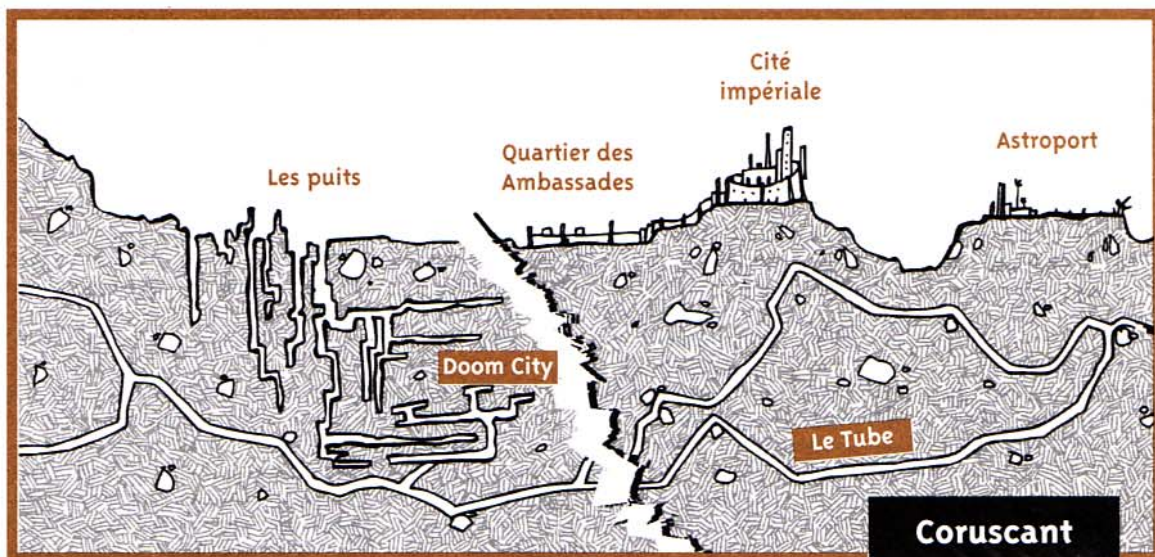 Cité
impériale
Quartier des
Ambassades
Astroport
Les puits
Doom City
Le Tube
Coruscant